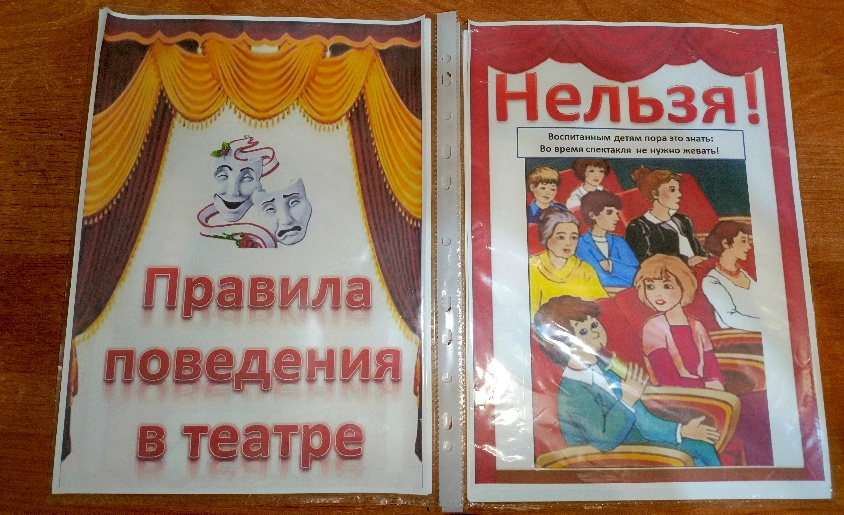 Правила
поведения
в театре
Нельзя!
Воспитанным детям пора это знать:
Во время спектакля не нужно жевать!